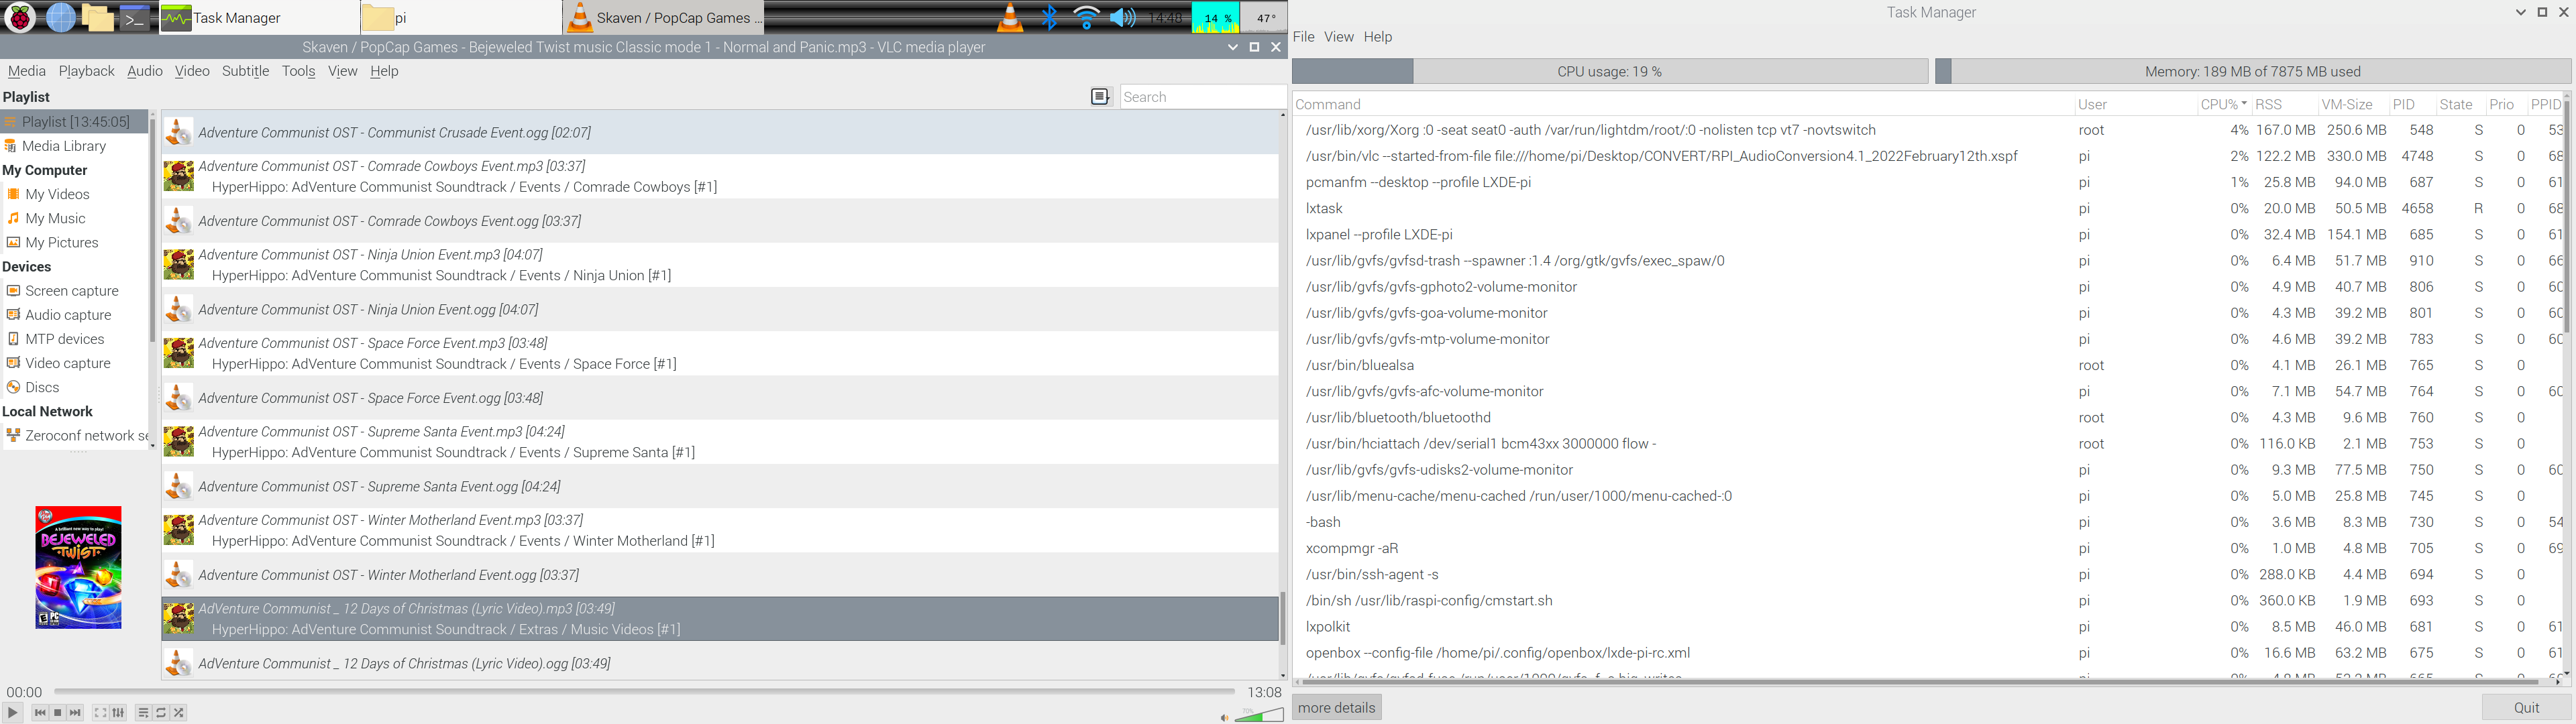 Task Manager
pi
Skaven / PopCap Games ...
14:48
14 %
47°
Skaven / PopCap Games - Bejeweled Twist music Classic mode 1 - Normal and Panic.mp3 - VLC media player
Media Playback Audio Video Subtitle Tools View Help
Playlist
Search
Playlist [13:45:05]
Media Library
My Computer
My Videos
My Music
My Pictures
Devices
Screen capture
Audio capture
MTP devices
Video capture
Discs
Local Network
Zeroconf network se
A brilliant new way to play!
BEJEWELED
TWIST
PC
Adventure Communist OST - Communist Crusade Event.ogg [02:07]
Adventure Communist OST - Comrade Cowboys Event.mp3 [03:37]
HyperHippo: AdVenture Communist Soundtrack / Events / Comrade Cowboys [#1]
Adventure Communist OST - Comrade Cowboys Event.ogg [03:37]
Adventure Communist OST - Ninja Union Event.mp3 [04:07]
HyperHippo: AdVenture Communist Soundtrack / Events / Ninja Union [#1]
Adventure Communist OST - Ninja Union Event.ogg [04:07]
Adventure Communist OST - Space Force Event.mp3 [03:48]
HyperHippo: AdVenture Communist Soundtrack / Events / Space Force [#1]
Adventure Communist OST - Space Force Event.ogg [03:48]
Adventure Communist OST - Supreme Santa Event.mp3 [04:24]
HyperHippo: AdVenture Communist Soundtrack / Events / Supreme Santa [#1]
Adventure Communist OST - Supreme Santa Event.ogg [04:24]
Adventure Communist OST - Winter Motherland Event.mp3 [03:37]
HyperHippo: AdVenture Communist Soundtrack / Events / Winter Motherland [#1]
Adventure Communist OST - Winter Motherland Event.ogg [03:37]
AdVenture Communist _ 12 Days of Christmas (Lyric Video).mp3 [03:49]
HyperHippo: AdVenture Communist Soundtrack / Extras / Music Videos [#1]
AdVenture Communist _ 12 Days of Christmas (Lyric Video).ogg [03:49]
00:00
13:08
70%
Task Manager
File View Help
CPU usage: 19 %
Memory: 189 MB of 7875 MB used
Command User CPU% RSS VM-Size PID State Prio PPID
/usr/lib/xorg/Xorg :0 -seat seat0 -auth /var/run/lightdm/root/:0 -nolisten tcp vt7 -novtswitch root 4% 167.0 MB 250.6 MB 548 S 0 53
/usr/bin/vlc --started-from-file file:///home/pi/Desktop/CONVERT/RPI_AudioConversion4.1_2022February12th.xspf pi 2% 122.2 MB 330.0 MB 4748 S 0 68
pcmanfm --desktop --profile LXDE-pi pi 1% 25.8 MB 94.0 MB 687 S 0 61
lxtask pi 0% 20.0 MB 50.5 MB 4658 R 0 68
lxpanel --profile LXDE-pi pi 0% 32.4 MB 154.1 MB 685 S 0 61
/usr/lib/gvfs/gvfsd-trash --spawner :1.4 /org/gtk/gvfs/exec_spaw/0 pi 0% 6.4 MB 51.7 MB 910 S 0 66
/usr/lib/gvfs/gvfs-gphoto2-volume-monitor pi 0% 4.9 MB 40.7 MB 806 S 0 60
/usr/lib/gvfs/gvfs-goa-volume-monitor pi 0% 4.3 MB 39.2 MB 801 S 0 60
/usr/lib/gvfs/gvfs-mtp-volume-monitor pi 0% 4.6 MB 39.2 MB 783 S 0 60
/usr/bin/bluealsa root 0% 4.1 MB 26.1 MB 765 S 0
/usr/lib/gvfs/gvfs-afc-volume-monitor pi 0% 7.1 MB 54.7 MB 764 S 0 60
/usr/lib/bluetooth/bluetoothd root 0% 4.3 MB 9.6 MB 760 S 0
/usr/bin/hciattach /dev/serial1 bcm43xx 3000000 flow - root 0% 116.0 KB 2.1 MB 753 S 0
/usr/lib/gvfs/gvfs-udisks2-volume-monitor pi 0% 9.3 MB 77.5 MB 750 S 0 60
/usr/lib/menu-cache/menu-cached /run/user/1000/menu-cached-:0 pi 0% 5.0 MB 25.8 MB 745 S 0
-bash pi 0% 3.6 MB 8.3 MB 730 S 0 54
xcompmgr -aR pi 0% 1.0 MB 4.8 MB 705 S 0 69
/usr/bin/ssh-agent -s pi 0% 288.0 KB 4.4 MB 694 S 0
/bin/sh /usr/lib/raspi-config/cmstart.sh pi 0% 360.0 KB 1.9 MB 693 S 0
lxpolkit pi 0% 8.5 MB 46.0 MB 681 S 0 61
openbox --config-file /home/pi/.config/openbox/lxde-pi-rc.xml pi 0% 16.6 MB 63.2 MB 675 S 0 61
more details
Quit